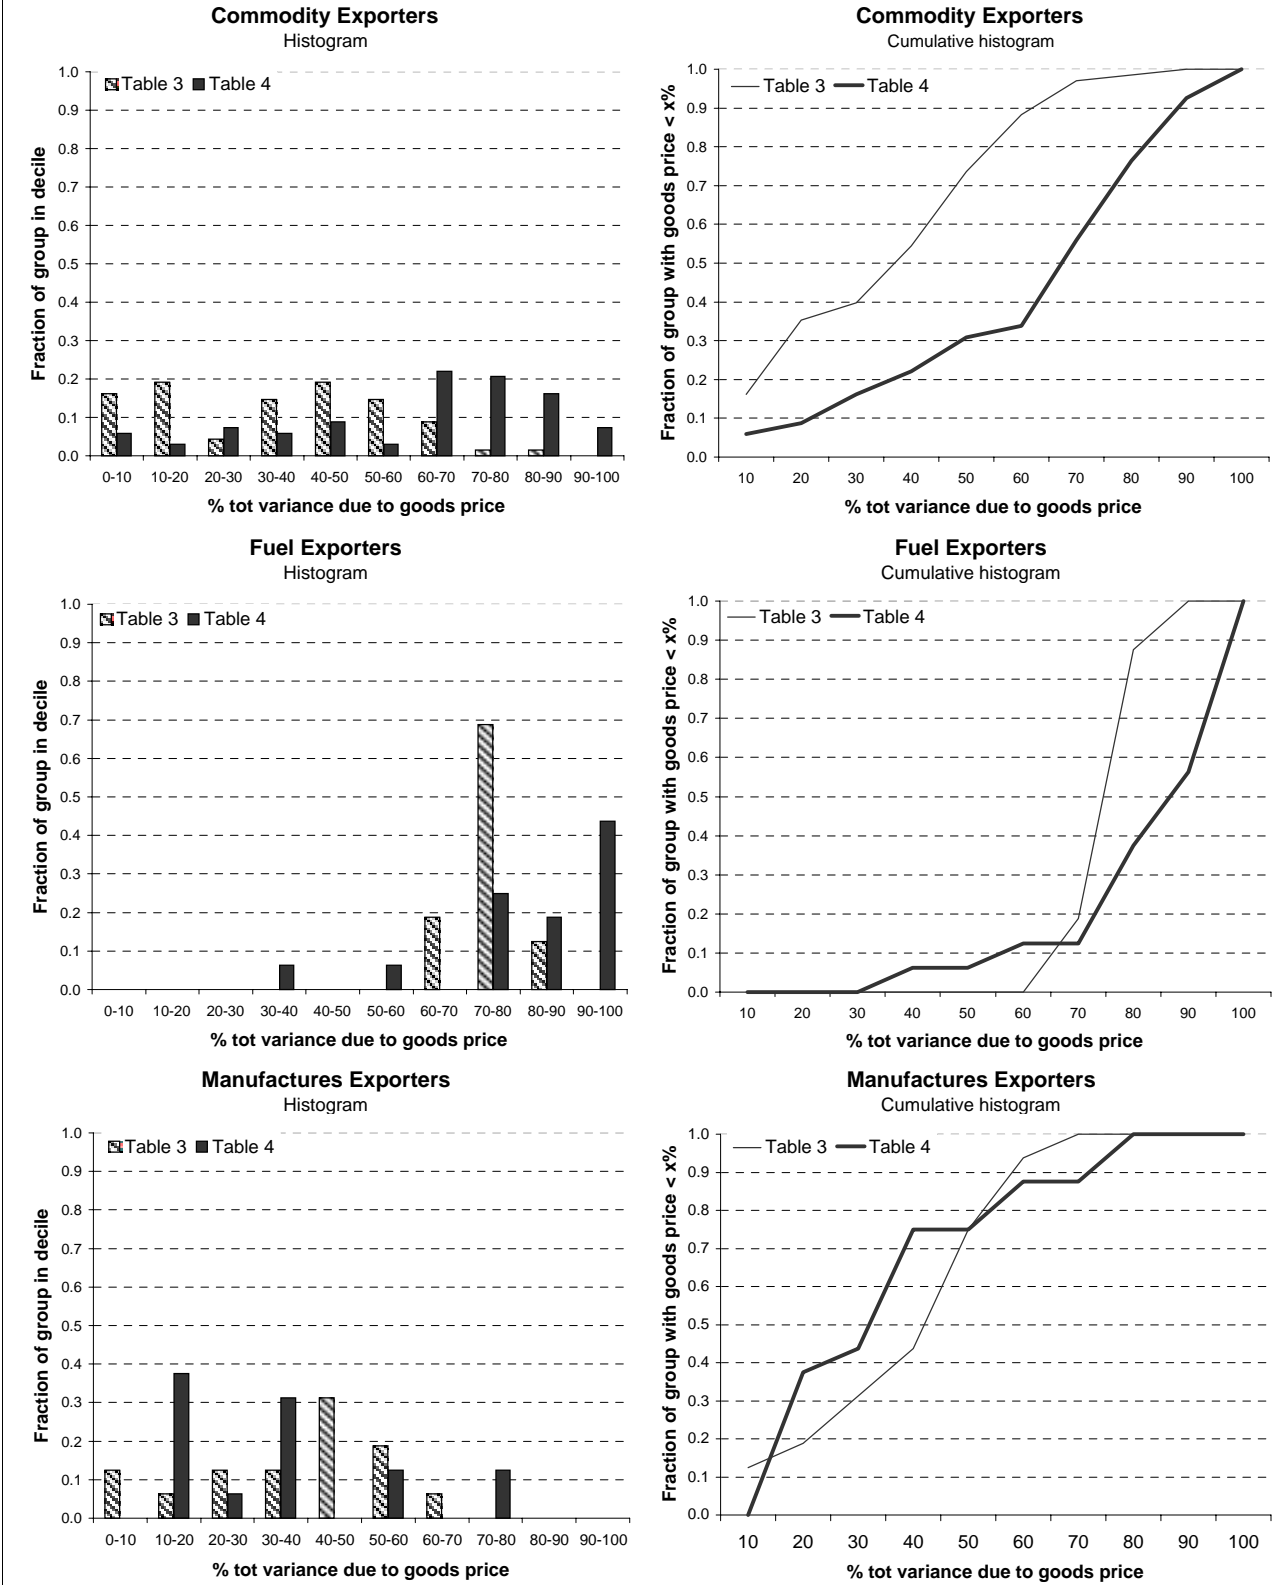 Commodity Exporters
Histogram
Table 3 Table 4
1.0
0.9
0.8
0.7
0.6
0.5
0.4
0.3
0.2
0.1
0.0
Fraction of group in decile
0-10 10-20 20-30 30-40 40-50 50-60 60-70 70-80 80-90 90-100
% tot variance due to goods price
Commodity Exporters
Cumulative histogram
Table 3 Table 4
1.0
0.9
0.8
0.7
0.6
0.5
0.4
0.3
0.2
0.1
0.0
Fraction of group with goods price < x%
10 20 30 40 50 60 70 80 90 100
% tot variance due to goods price
Fuel Exporters
Histogram
Table 3 Table 4
1.0
0.9
0.8
0.7
0.6
0.5
0.4
0.3
0.2
0.1
0.0
Fraction of group in decile
0-10 10-20 20-30 30-40 40-50 50-60 60-70 70-80 80-90 90-100
% tot variance due to goods price
Fuel Exporters
Cumulative histogram
Table 3 Table 4
1.0
0.9
0.8
0.7
0.6
0.5
0.4
0.3
0.2
0.1
0.0
Fraction of group with goods price < x%
10 20 30 40 50 60 70 80 90 100
% tot variance due to goods price
Manufactures Exporters
Histogram
Table 3 Table 4
1.0
0.9
0.8
0.7
0.6
0.5
0.4
0.3
0.2
0.1
0.0
Fraction of group in decile
0-10 10-20 20-30 30-40 40-50 50-60 60-70 70-80 80-90 90-100
% tot variance due to goods price
Manufactures Exporters
Cumulative histogram
Table 3 Table 4
1.0
0.9
0.8
0.7
0.6
0.5
0.4
0.3
0.2
0.1
0.0
Fraction of group with goods price < x%
10 20 30 40 50 60 70 80 90 100
% tot variance due to goods price